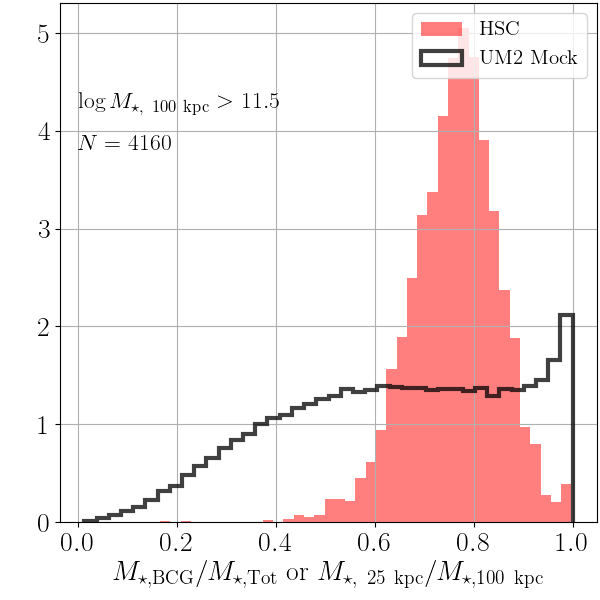 5
4
3
2
1
0
log M⋆, 100 kpc > 11.5
N = 4160
HSC
UM2 Mock
0.0 0.2 0.4 0.6 0.8 1.0
M⋆,BCG/M⋆,Tot or M⋆, 25 kpc/M⋆,100 kpc